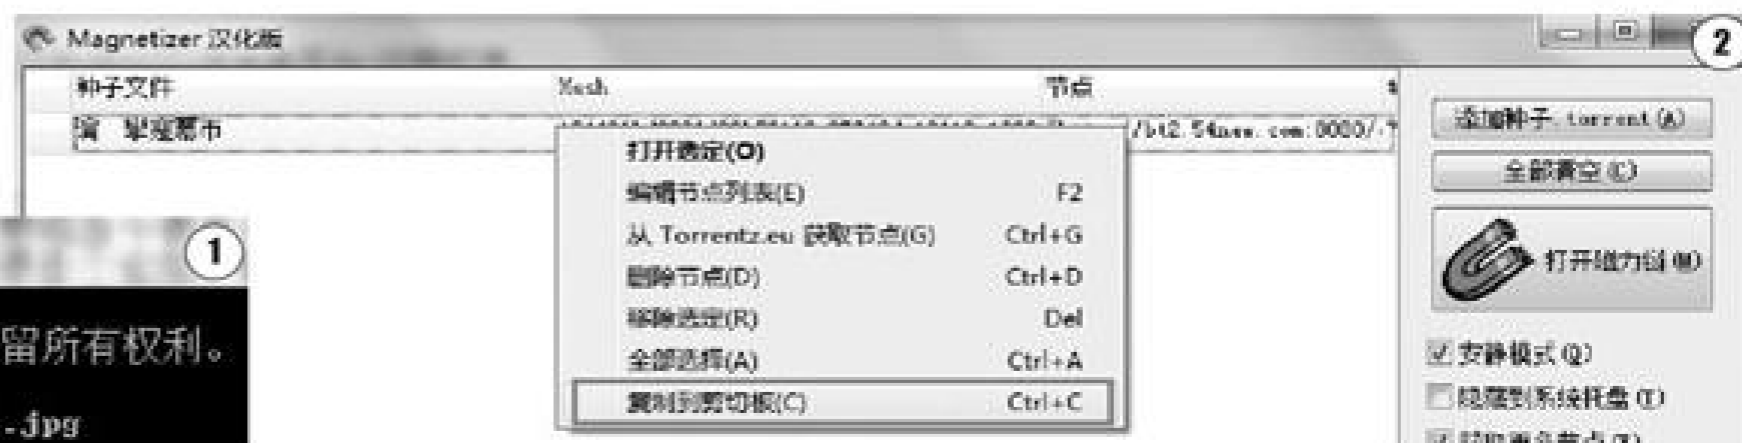 Magnetizer 汉化版
2
种子文件
Hash
节点
添加种子.torrent(A)
全部清空(C)
打开磁力链(M)
安静模式(Q)
隐藏到系统托盘(T)
打开选定(O)
编辑节点列表(E) F2
从 Torrentz.eu 获取节点(G) Ctrl+G
删除节点(D) Ctrl+D
移除选定(R) Del
全部选择(A) Ctrl+A
复制到剪切板(C) Ctrl+C
1
留所有权利。
.jpg